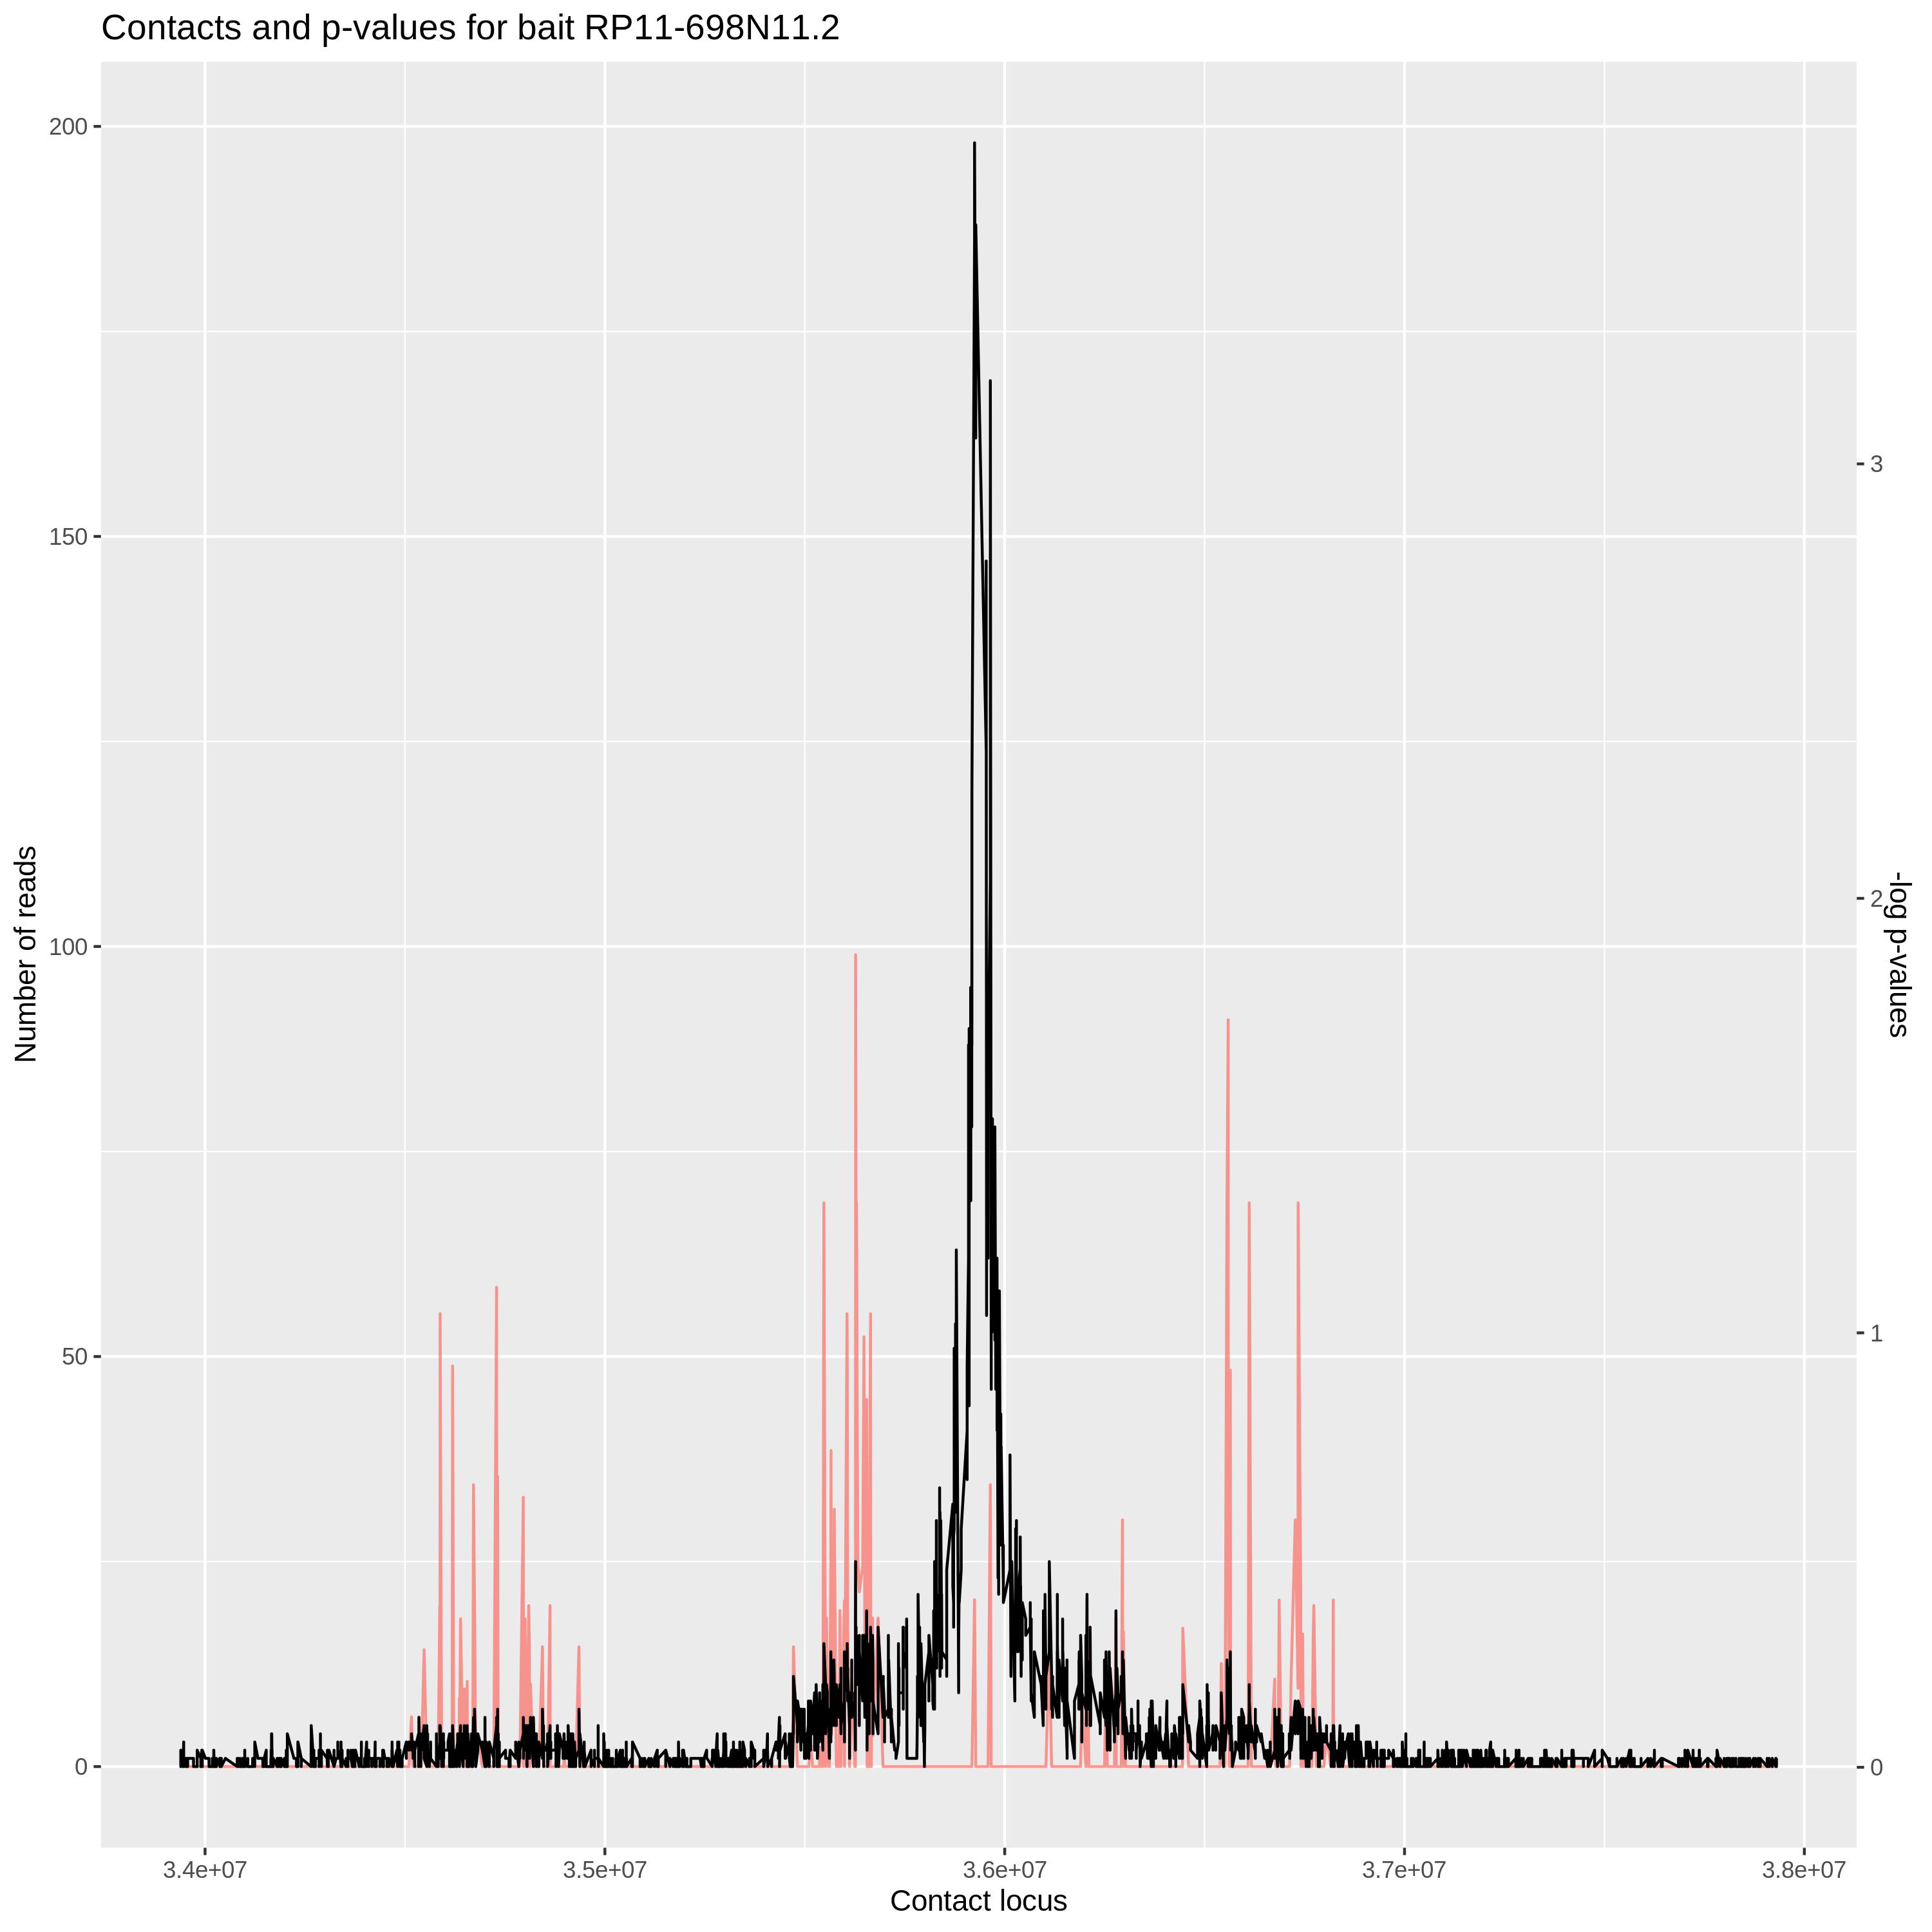 Contacts and p-values for bait RP11-698N11.2
200
150
100
50
0
Number of reads
3
2
1
0
-log p-values
3.4e+07
3.5e+07
3.6e+07
3.7e+07
3.8e+07
Contact locus